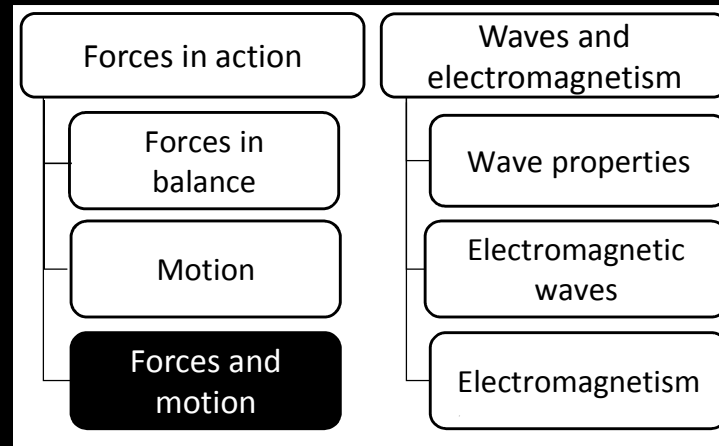 Forces in action
Forces in
balance
Motion
Forces and
motion
Waves and
electromagnetism
Wave properties
Electromagnetic
waves
Electromagnetism